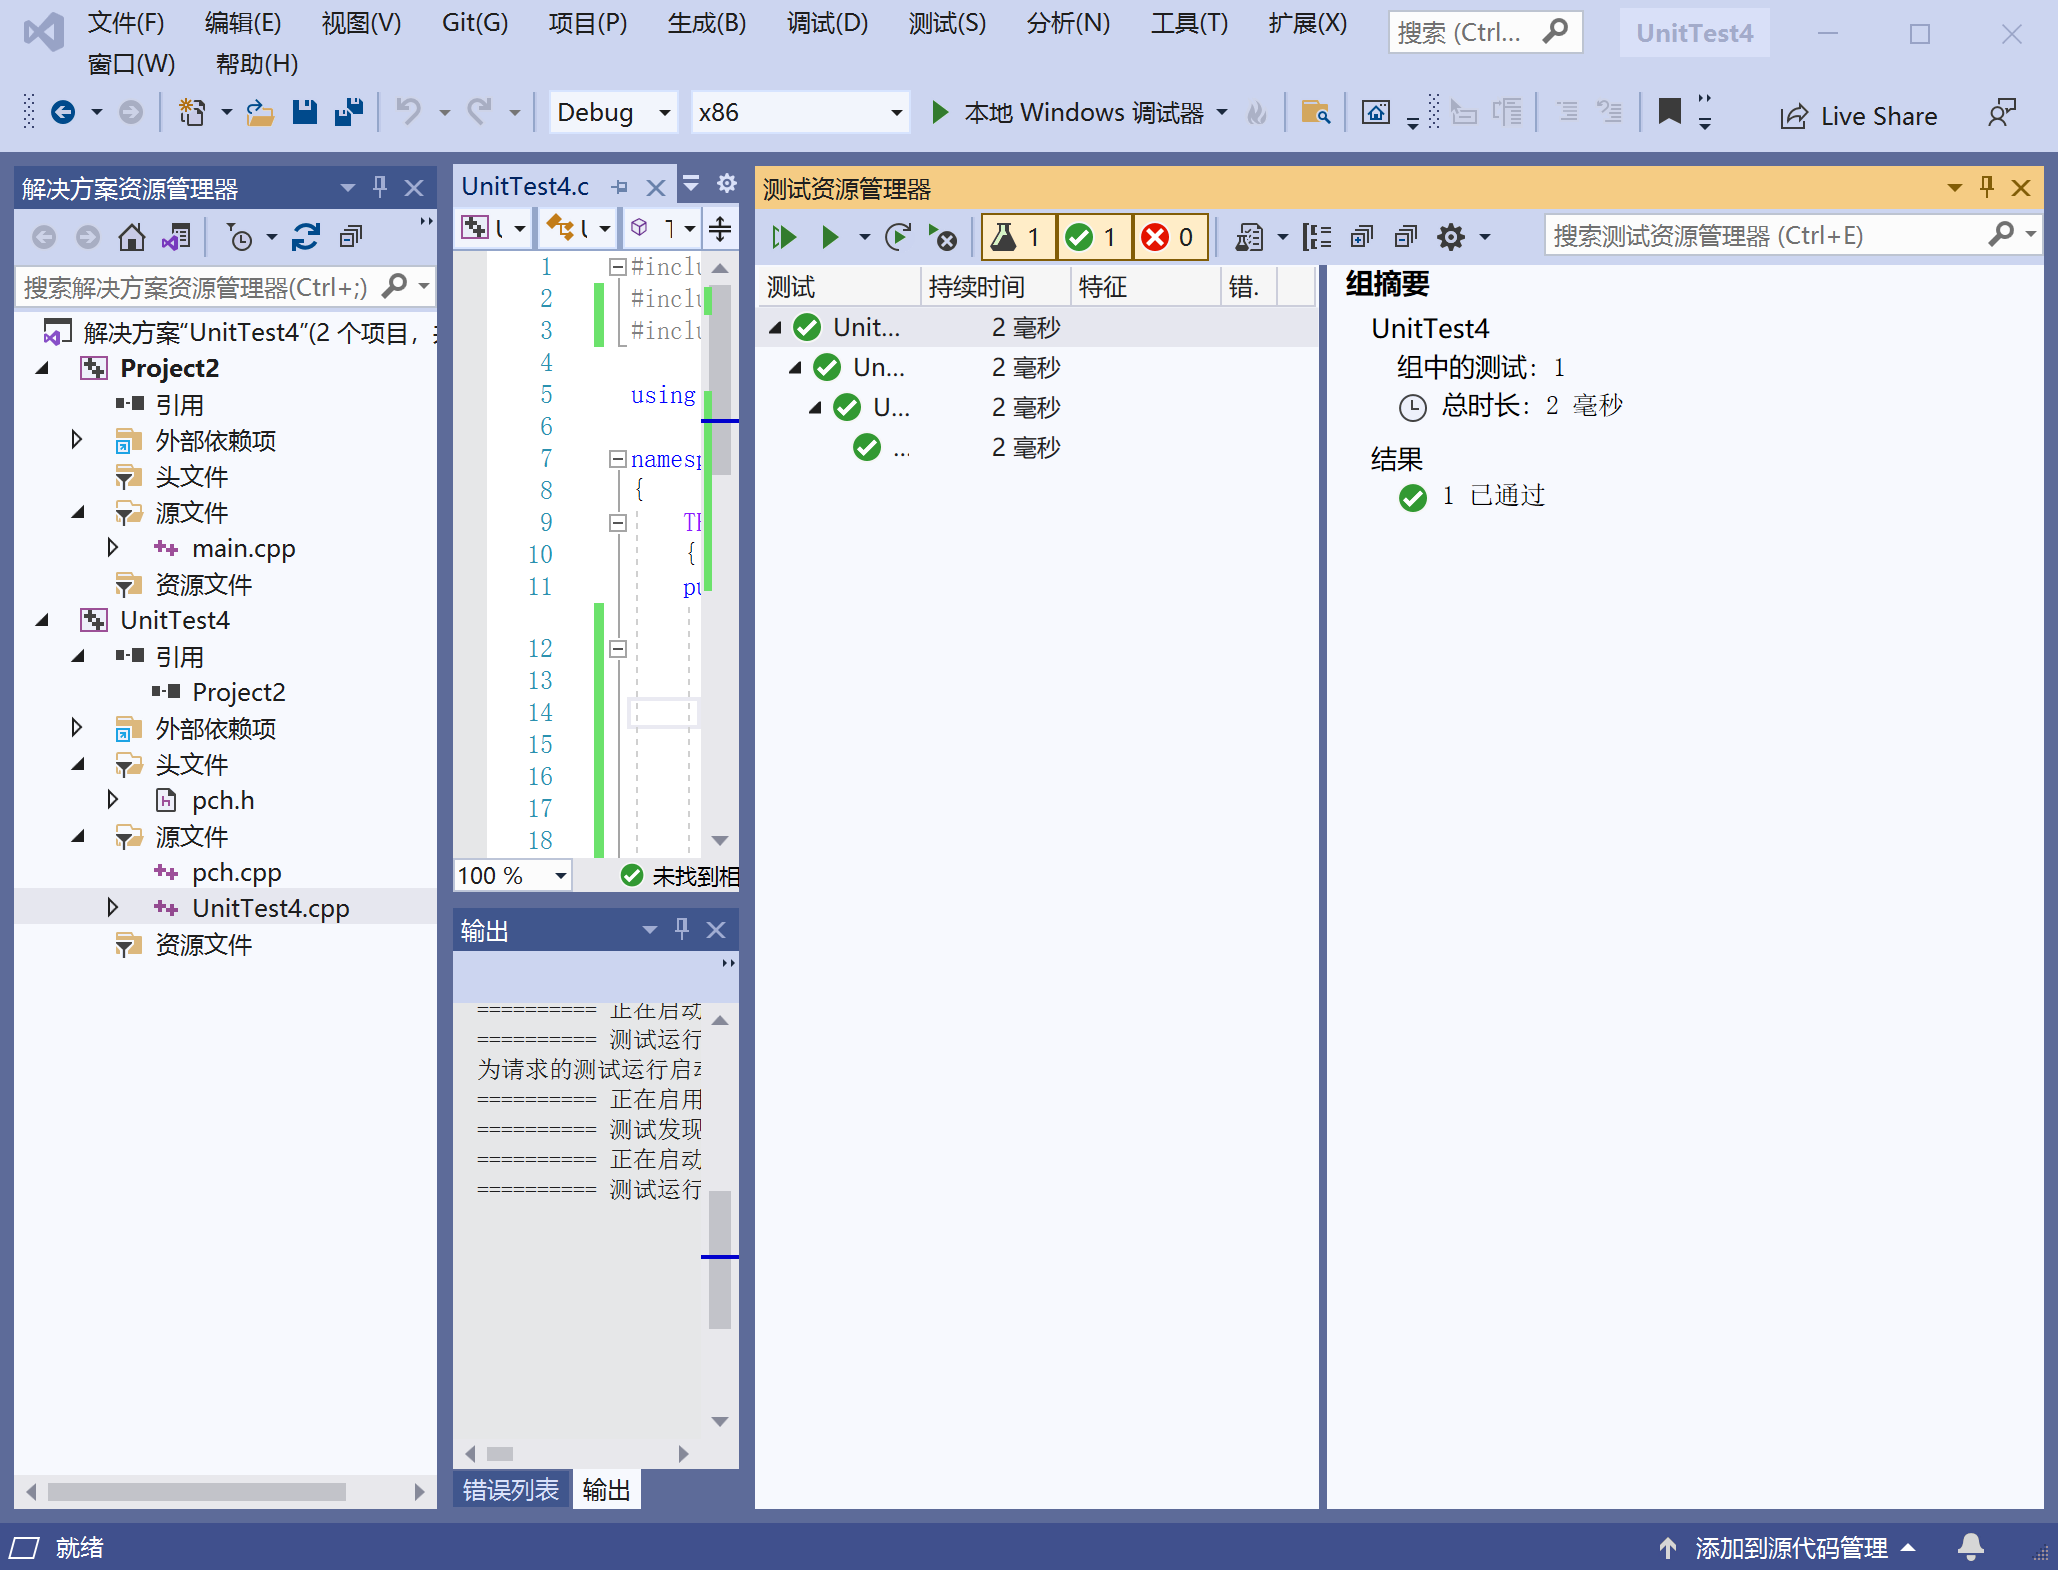 文件(F) 编辑(E) 视图(V) Git(G) 项目(P) 生成(B) 调试(D) 测试(S) 分析(N) 工具(T) 扩展(X) 搜索 (Ctrl... UnitTest4
窗口(W) 帮助(H)
Debug x86 本地 Windows 调试器 Live Share
解决方案资源管理器
搜索解决方案资源管理器(Ctrl+;)
解决方案“UnitTest4”(2 个项目，
Project2
引用
外部依赖项
头文件
源文件
main.cpp
资源文件
UnitTest4
引用
Project2
外部依赖项
头文件
pch.h
源文件
pch.cpp
UnitTest4.cpp
资源文件
UnitTest4.c
1 #inclu
2 #inclu
3 #inclu
4
5 using
6
7 namesp
8 {
9 TE
10 {
11 pu
12
13
14
15
16
17
18
100 % 未找到相
输出
========== 正在启动
========== 测试运行
为请求的测试运行启动
========== 正在启用
========== 测试发现
========== 正在启动
========== 测试运行
错误列表 输出
测试资源管理器
1 1 0 搜索测试资源管理器 (Ctrl+E)
测试 持续时间 特征 错.
Unit... 2 毫秒
Un... 2 毫秒
U... 2 毫秒
... 2 毫秒
组摘要
UnitTest4
组中的测试: 1
总时长: 2 毫秒
结果
1 已通过
就绪 添加到源代码管理